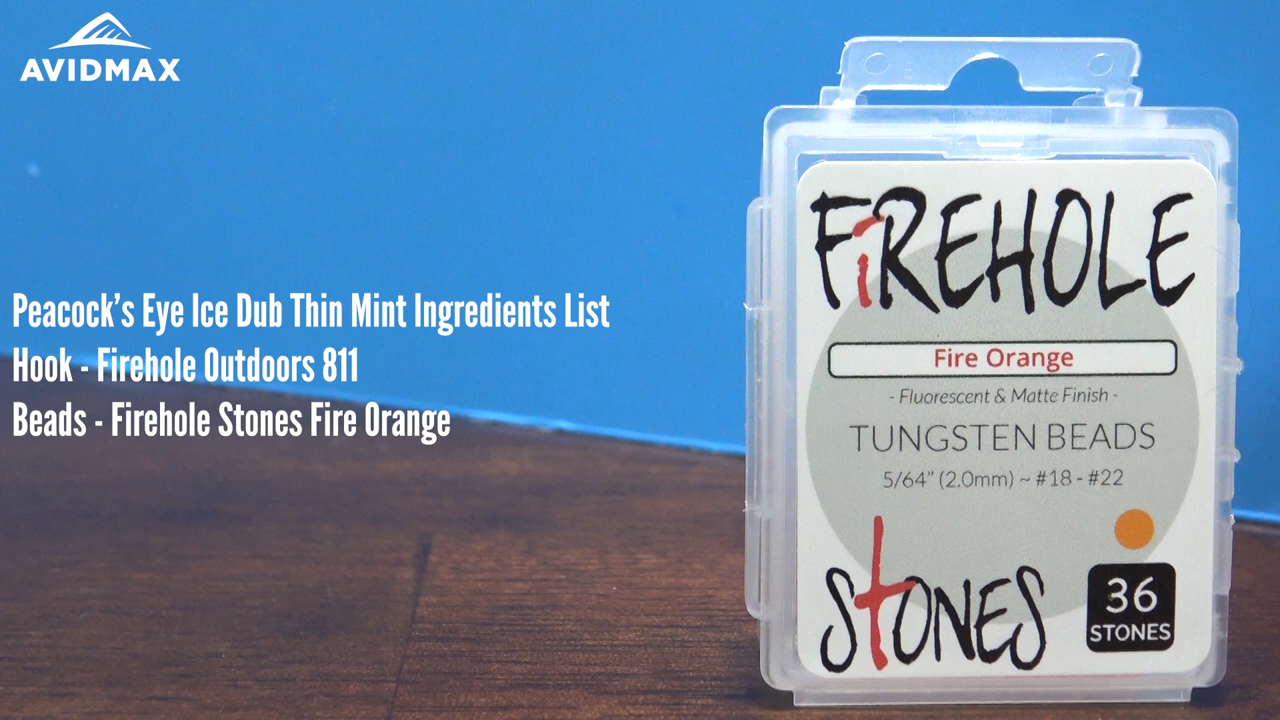 AVIDMAX
Peacock's Eye Ice Dub Thin Mint Ingredients List
Hook - Firehole Outdoors 811
Beads - Firehole Stones Fire Orange
FiREHOLE
Fire Orange
- Fluorescent & Matte Finish -
TUNGSTEN BEADS
5/64" (2.0mm) ~ #18 - #22
StONES
36
STONES